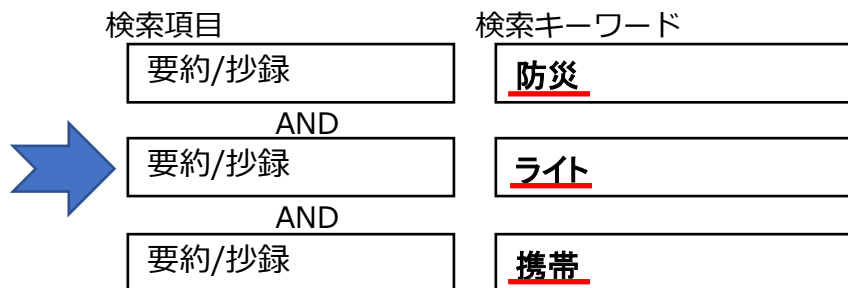 検索項目 検索キーワード
要約/抄録 防災
AND
要約/抄録 ライト
AND
要約/抄録 携帯